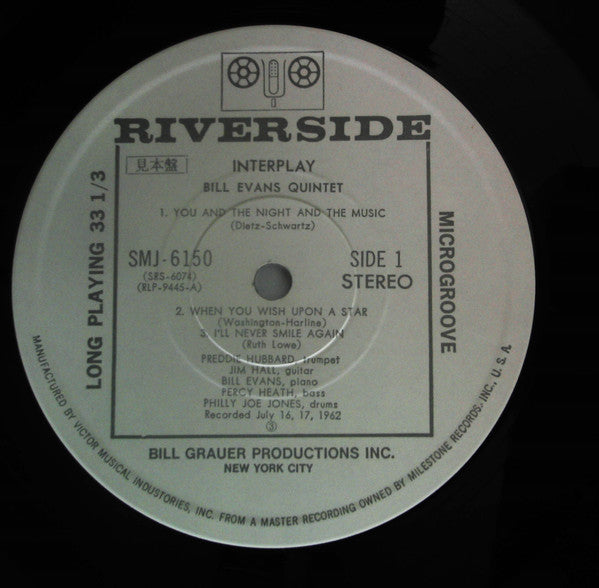 RIVERSIDE
見本盤
INTERPLAY
BILL EVANS QUINTET
1. YOU AND THE NIGHT AND THE MUSIC
(Dietz-Schwartz)
SMJ-6150
(SRS-6074)
(RLP-9445-A)
SIDE 1
STEREO
2. WHEN YOU WISH UPON A STAR
(Washington-Harline)
3. I'LL NEVER SMILE AGAIN
(Ruth Lowe)
FREDDIE HUBBARD, trumpet
JIM HALL, guitar
BILL EVANS, piano
PERCY HEATH, bass
PHILLY JOE JONES, drums
Recorded July 16, 17, 1962
③
LONG PLAYING 33 1/3
MICROGROOVE
BILL GRAUER PRODUCTIONS INC.
NEW YORK CITY
MANUFACTURED BY VICTOR MUSICAL INDUSTORIES, INC. FROM A MASTER RECORDING OWNED BY MILESTONE RECORDS. INC., U. S. A.